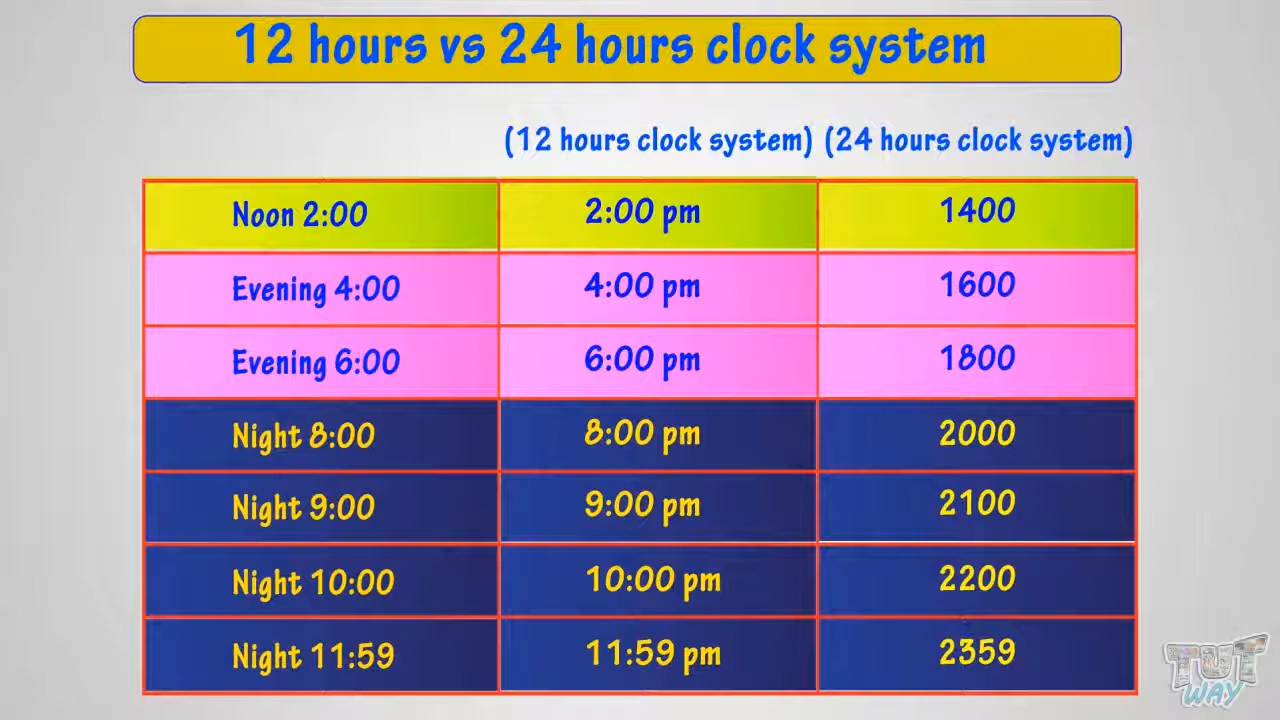 12 hours vs 24 hours clock system
(12 hours clock system) (24 hours clock system)
Noon 2:00 2:00 pm 1400
Evening 4:00 4:00 pm 1600
Evening 6:00 6:00 pm 1800
Night 8:00 8:00 pm 2000
Night 9:00 9:00 pm 2100
Night 10:00 10:00 pm 2200
Night 11:59 11:59 pm 2359
TUT
WAY